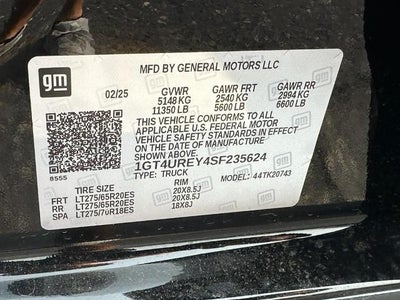 gm
MFD BY GENERAL MOTORS LLC
02/25 GVWR GAWR FRT GAWR RR
5148 KG 2540 KG 2994 KG
11350 LB 5600 LB 6600 LB
THIS VEHICLE CONFORMS TO ALL
APPLICABLE U.S. FEDERAL MOTOR
VEHICLE SAFETY STANDARDS IN EFFECT
ON THE DATE OF MANUFACTURE
SHOWN ABOVE.
1GT4UREY4SF235624
8555 TYPE: TRUCK MODEL: 44TK20743
TIRE SIZE RIM
FRT LT275/65R20ES 20X8.5J
RR LT275/65R20ES 20X8.5J
SPA LT275/70R18ES 18X8J